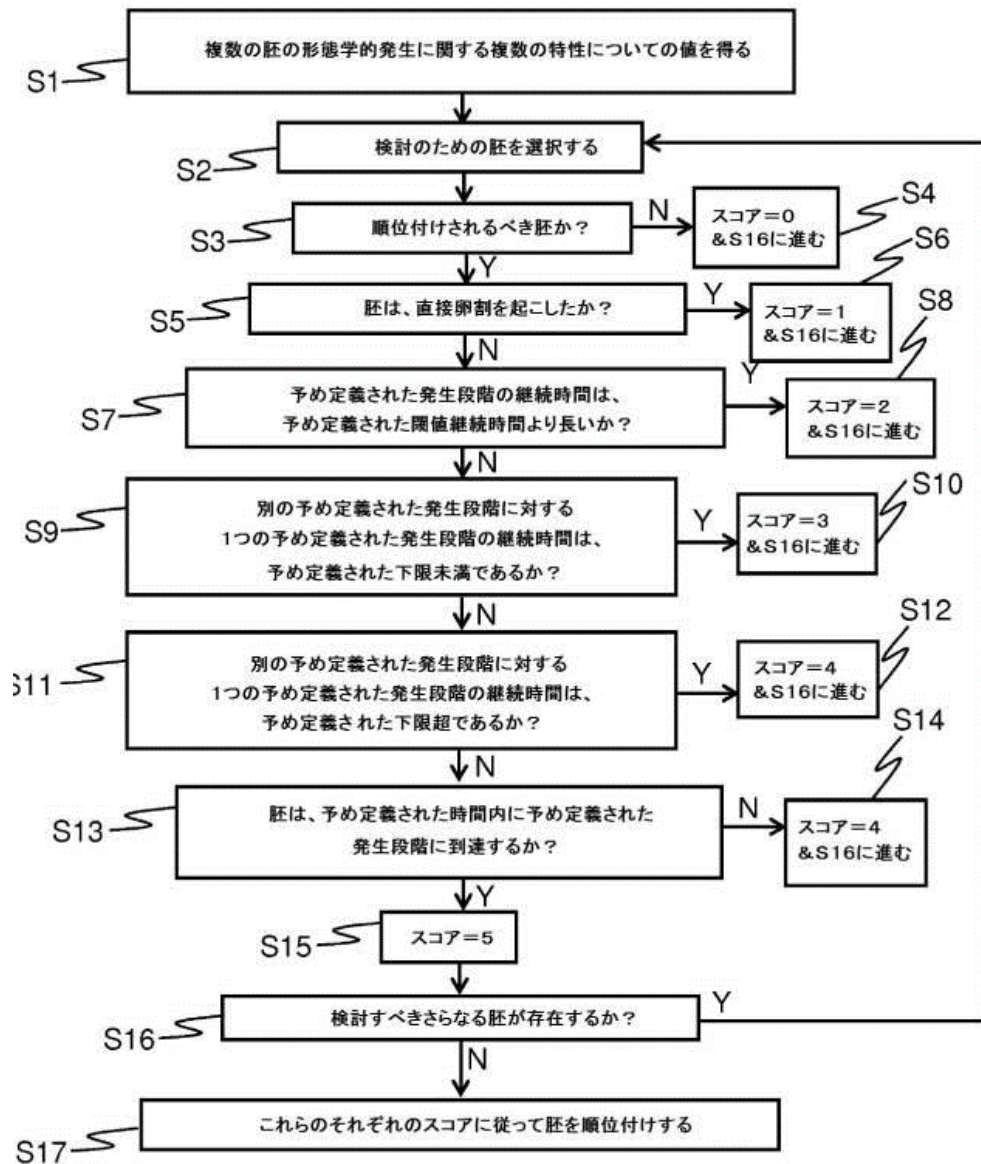 複数の胚の形態学的発生に関する複数の特性についての値を得る
S1
検討のための胚を選択する
S2
順位付けされるべき胚か？
S3
N
スコア＝0
＆S16に進む
S4
Y
胚は、直接卵割を起こしたか？
S5
Y
スコア＝1
＆S16に進む
S6
N
予め定義された発生段階の継続時間は、
予め定義された閾値継続時間より長いか？
S7
Y
スコア＝2
＆S16に進む
S8
N
別の予め定義された発生段階に対する
1つの予め定義された発生段階の継続時間は、
予め定義された下限未満であるか？
S9
Y
スコア＝3
＆S16に進む
S10
N
別の予め定義された発生段階に対する
1つの予め定義された発生段階の継続時間は、
予め定義された下限超であるか？
S11
Y
スコア＝4
＆S16に進む
S12
N
胚は、予め定義された時間内に予め定義された
発生段階に到達するか？
S13
N
スコア＝4
＆S16に進む
S14
Y
スコア＝5
S15
検討すべきさらなる胚が存在するか？
S16
Y
N
これらのそれぞれのスコアに従って胚を順位付けする
S17